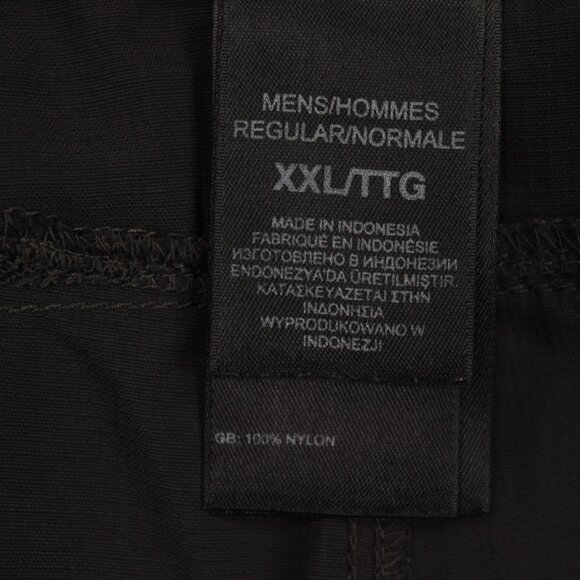 MENS/HOMMES
REGULAR/NORMALE
XXL/TTG
MADE IN INDONESIA
FABRIQUÉ EN INDONÉSIE
ИЗГОТОВЛЕНО В ИНДОНЕЗИИ
ENDONEZYA'DA ÜRETILMIŞTIR.
ΚΑΤΑΣΚΕΥΑΖΕΤΑΙ ΣΤΗΝ
ΙΝΔΟΝΗΣΙΑ
WYPRODUKOWANO W
INDONEZJI
GB: 100% NYLON